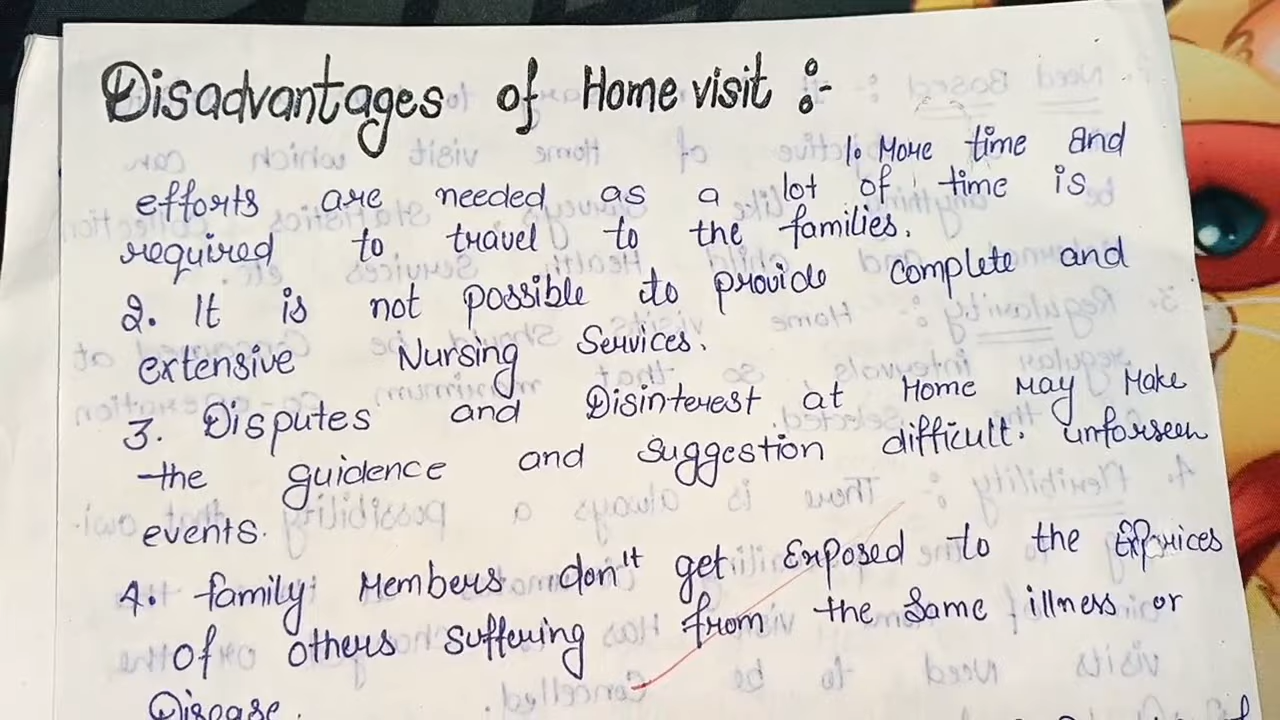 Disadvantages of Home visit :-
1. More time and
efforts are needed as a lot of time is
required to travel to the families.
2. It is not possible to provide complete and
extensive Nursing Services.
3. Disputes and Disinterest at Home May Make
the guidence and suggestion difficult. unforseen
events.
4. family Members don't get Exposed to the
of others suffering from the Same illness or
Disease.